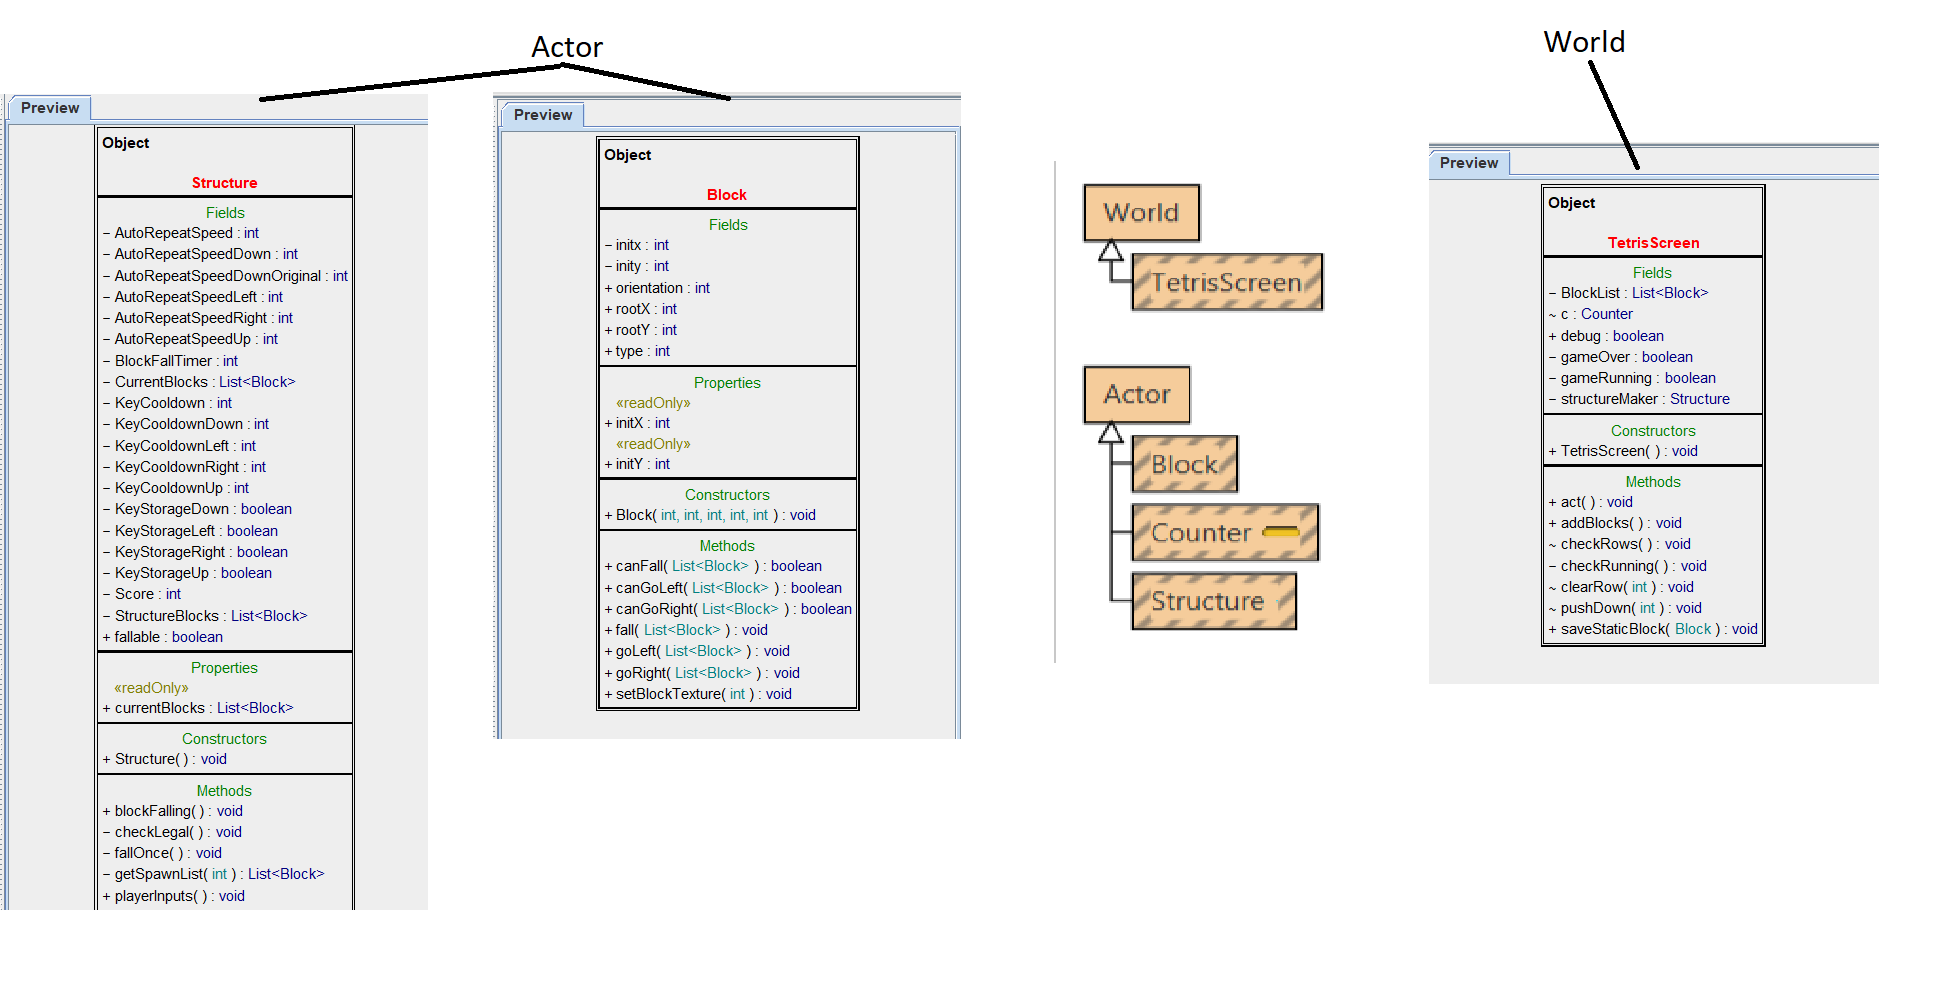 Actor
World
Preview
Object
Structure
Fields
− AutoRepeatSpeed : int
− AutoRepeatSpeedDown : int
− AutoRepeatSpeedDownOriginal : int
− AutoRepeatSpeedLeft : int
− AutoRepeatSpeedRight : int
− AutoRepeatSpeedUp : int
− BlockFallTimer : int
− CurrentBlocks : List<Block>
− KeyCooldown : int
− KeyCooldownDown : int
− KeyCooldownLeft : int
− KeyCooldownRight : int
− KeyCooldownUp : int
− KeyStorageDown : boolean
− KeyStorageLeft : boolean
− KeyStorageRight : boolean
− KeyStorageUp : boolean
− Score : int
− StructureBlocks : List<Block>
+ fallable : boolean
Properties
«readOnly»
+ currentBlocks : List<Block>
Constructors
+ Structure( ) : void
Methods
+ blockFalling( ) : void
− checkLegal( ) : void
− fallOnce( ) : void
− getSpawnList( int ) : List<Block>
+ playerInputs( ) : void
Preview
Object
Block
Fields
− initx : int
− inity : int
+ orientation : int
+ rootX : int
+ rootY : int
+ type : int
Properties
«readOnly»
+ initX : int
«readOnly»
+ initY : int
Constructors
+ Block( int, int, int, int, int ) : void
Methods
+ canFall( List<Block> ) : boolean
+ canGoLeft( List<Block> ) : boolean
+ canGoRight( List<Block> ) : boolean
+ fall( List<Block> ) : void
+ goLeft( List<Block> ) : void
+ goRight( List<Block> ) : void
+ setBlockTexture( int ) : void
World
TetrisScreen
Actor
Block
Counter
Structure
Preview
Object
TetrisScreen
Fields
− BlockList : List<Block>
~ c : Counter
+ debug : boolean
− gameOver : boolean
− gameRunning : boolean
− structureMaker : Structure
Constructors
+ TetrisScreen( ) : void
Methods
+ act( ) : void
+ addBlocks( ) : void
~ checkRows( ) : void
− checkRunning( ) : void
~ clearRow( int ) : void
~ pushDown( int ) : void
+ saveStaticBlock( Block ) : void